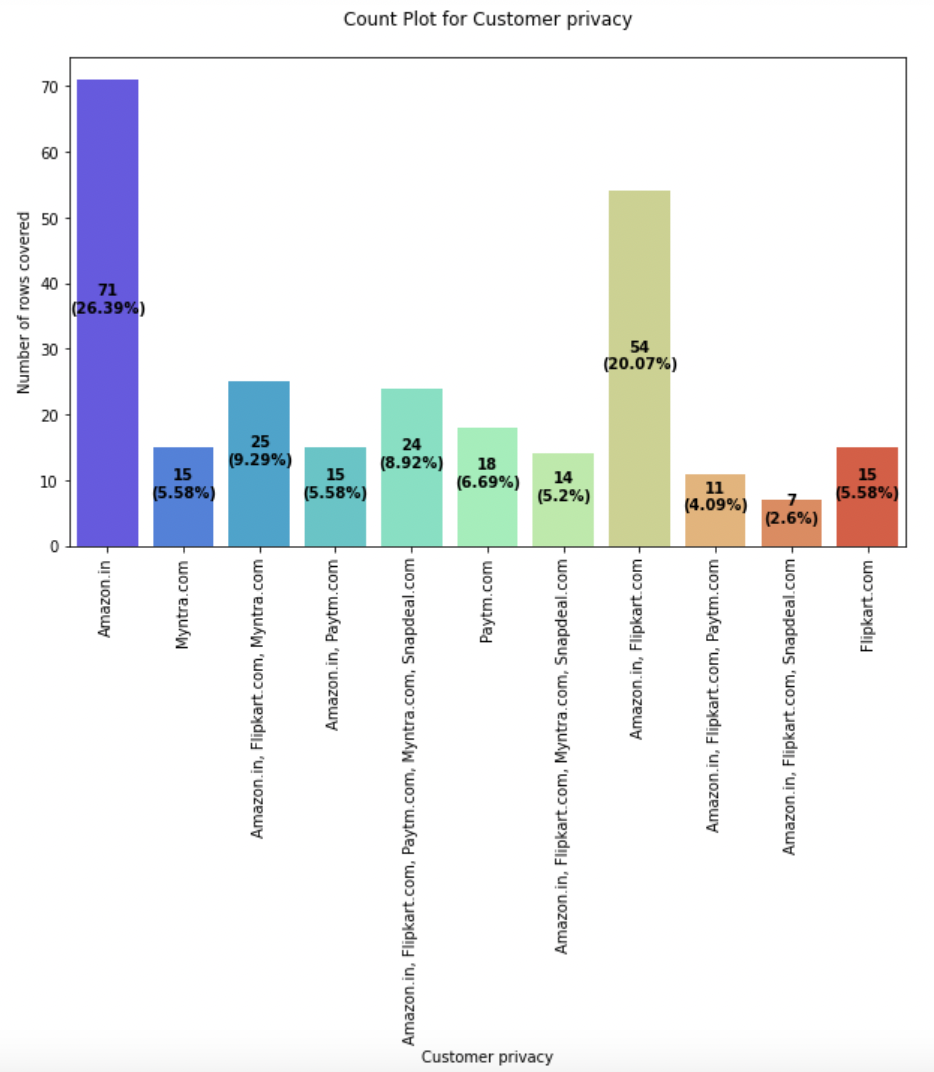 Count Plot for Customer privacy
Number of rows covered
70
60
50
40
30
20
10
0
71
(26.39%)
15
(5.58%)
25
(9.29%)
15
(5.58%)
24
(8.92%)
18
(6.69%)
14
(5.2%)
54
(20.07%)
11
(4.09%)
7
(2.6%)
15
(5.58%)
Amazon.in
Myntra.com
Amazon.in, Flipkart.com, Myntra.com
Amazon.in, Paytm.com
Amazon.in, Flipkart.com, Paytm.com, Myntra.com, Snapdeal.com
Paytm.com
Amazon.in, Flipkart.com, Myntra.com, Snapdeal.com
Amazon.in, Flipkart.com
Amazon.in, Flipkart.com, Paytm.com
Amazon.in, Flipkart.com, Snapdeal.com
Flipkart.com
Customer privacy